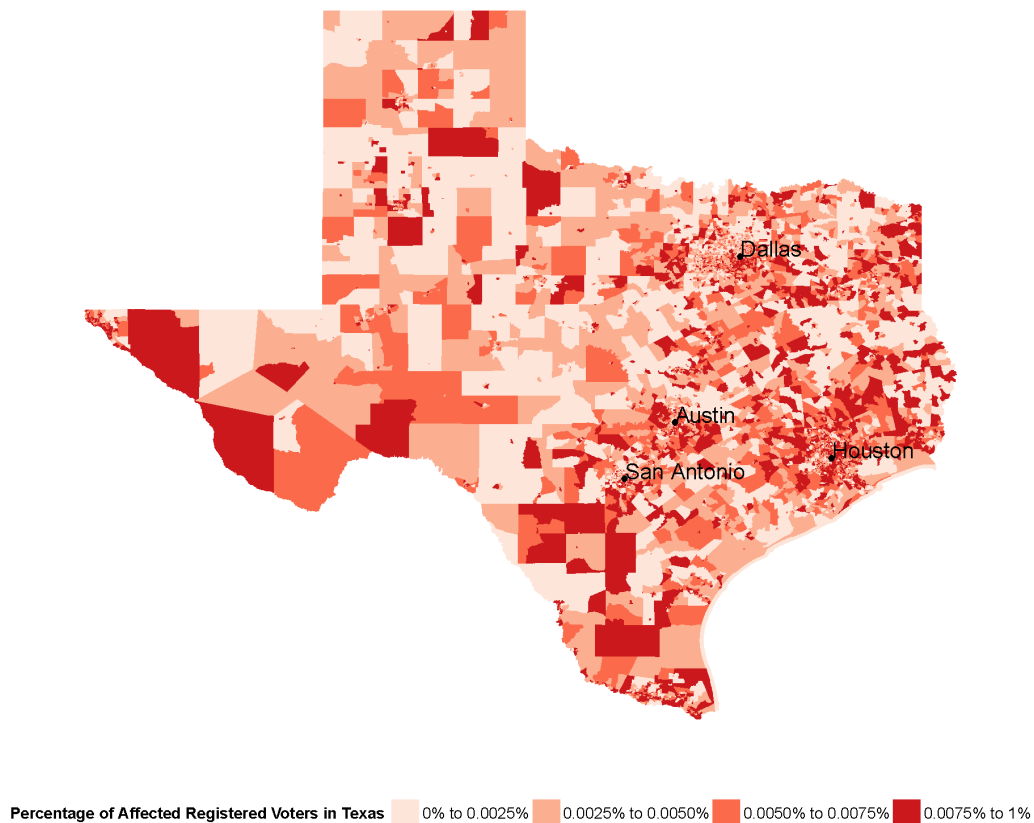 Dallas
Austin
Houston
San Antonio
Percentage of Affected Registered Voters in Texas 0% to 0.0025% 0.0025% to 0.0050% 0.0050% to 0.0075% 0.0075% to 1%